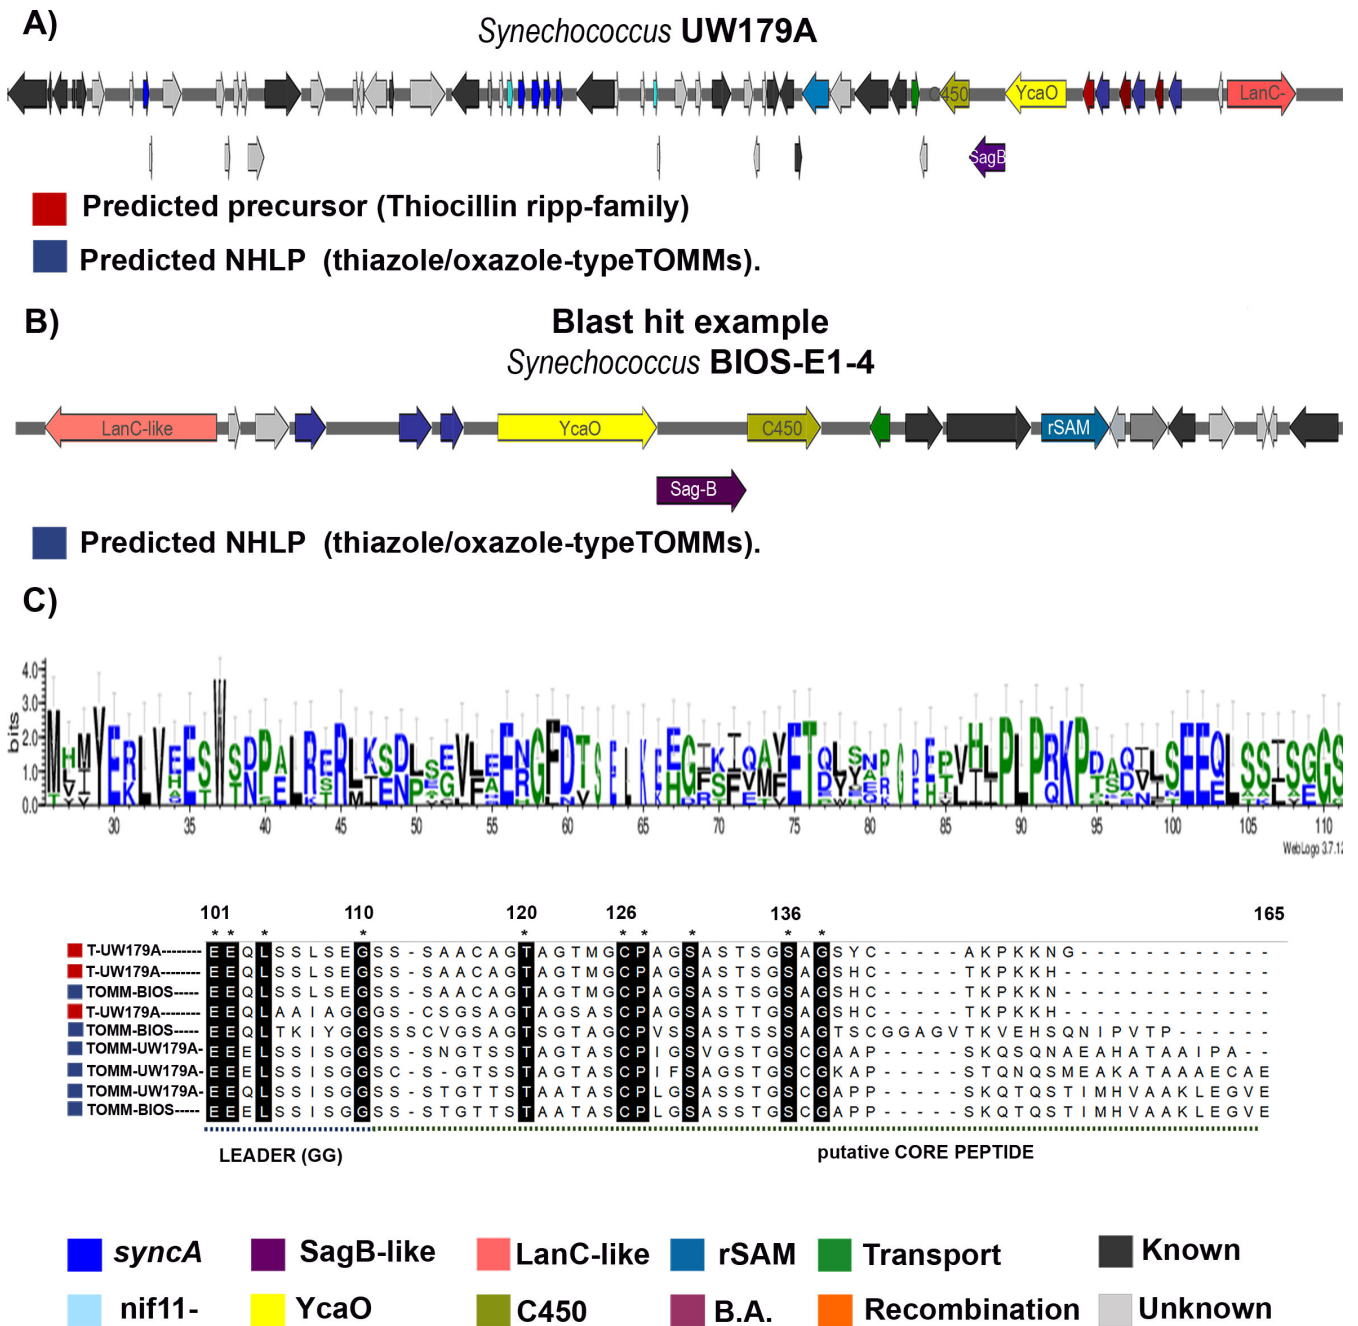 A)
Synechococcus UW179A
C450
YcaO
LanC-
SagB
Predicted precursor (Thiocillin ripp-family)
Predicted NHLP (thiazole/oxazole-typeTOMMs).
B)
Blast hit example
Synechococcus BIOS-E1-4
LanC-like
YcaO
C450
rSAM
Sag-B
Predicted NHLP (thiazole/oxazole-typeTOMMs).
C)
bits
4.0
3.0
2.0
1.0
0.0
30 35 40 45 50 55 60 65 70 75 80 85 90 95 100 105 110
WebLogo 3.7.12
101 110 120 126 136 165
* * * * * * * * * *
T-UW179A-------- EEQLSSLSEGSS-SAACAGTAGTMGCPAGSASTSGSAGSYC-----AKPKKNG------------
T-UW179A-------- EEQLSSLSEGSS-SAACAGTAGTMGCPAGSASTSGSAGSHC-----TKPKKH-------------
TOMM-BIOS----- EEQLSSLSEGSS-SAACAGTAGTMGCPAGSASTSGSAGSHC-----TKPKKN-------------
T-UW179A-------- EEQLAAIAGGGS-CSGSAGTAGSASCPAGSASTTGSAGSHC-----TKPKKH-------------
TOMM-BIOS----- EEQLTKIYGGSSSCVGSAGTSGTAGCPVSSASTSSSAGTSCGGAGVTKVEHSQNIPVTP------
TOMM-UW179A- EEELSSISGGSS-SNGTSSTAGTASCPIGSVGSTGSCGAAP-----SKQSQNAEAHATAAIPA--
TOMM-UW179A- EEELSSISGGSC-S-GTSSTAGTASCPIFSAGSTGSCGKAP-----STQNQSMEAKATAAAECAE
TOMM-UW179A- EEQLSSISGGSS-STGTTSTAATASCPLGSASSTGSCGAPP-----SKQTQSTIMHVAAKLEGVE
TOMM-BIOS----- EEELSSISGGSS-STGTTSTAATASCPLGSASSTGSCGAPP-----SKQTQSTIMHVAAKLEGVE
LEADER (GG)
putative CORE PEPTIDE
syncA SagB-like LanC-like rSAM Transport Known
nif11- YcaO C450 B.A. Recombination Unknown